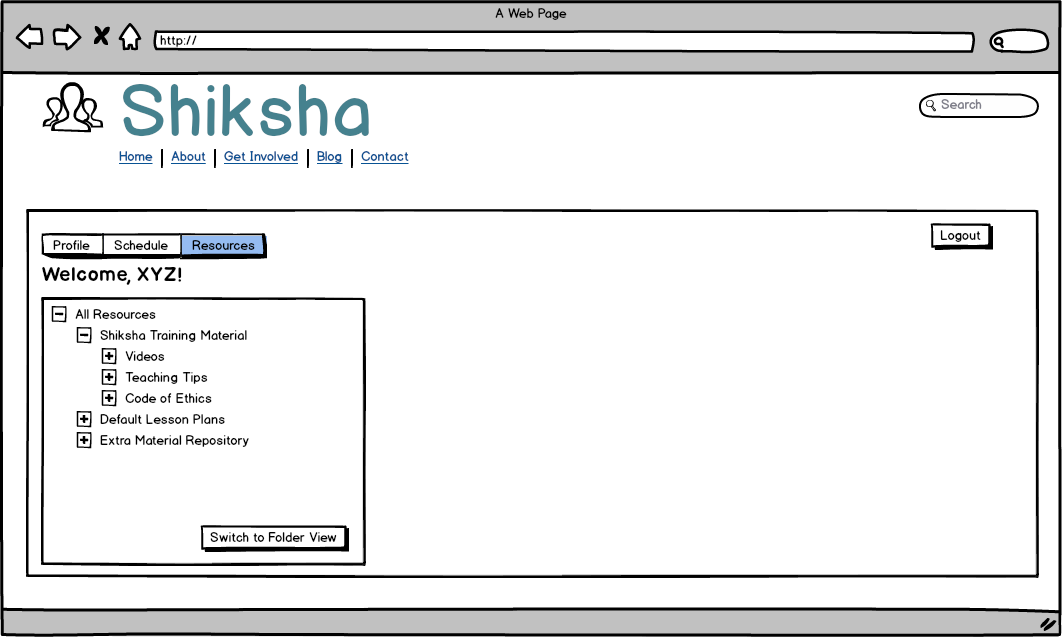 A Web Page
http://
Shiksha
Search
Home | About | Get Involved | Blog | Contact
Profile Schedule Resources
Logout
Welcome, XYZ!
All Resources
Shiksha Training Material
Videos
Teaching Tips
Code of Ethics
Default Lesson Plans
Extra Material Repository
Switch to Folder View